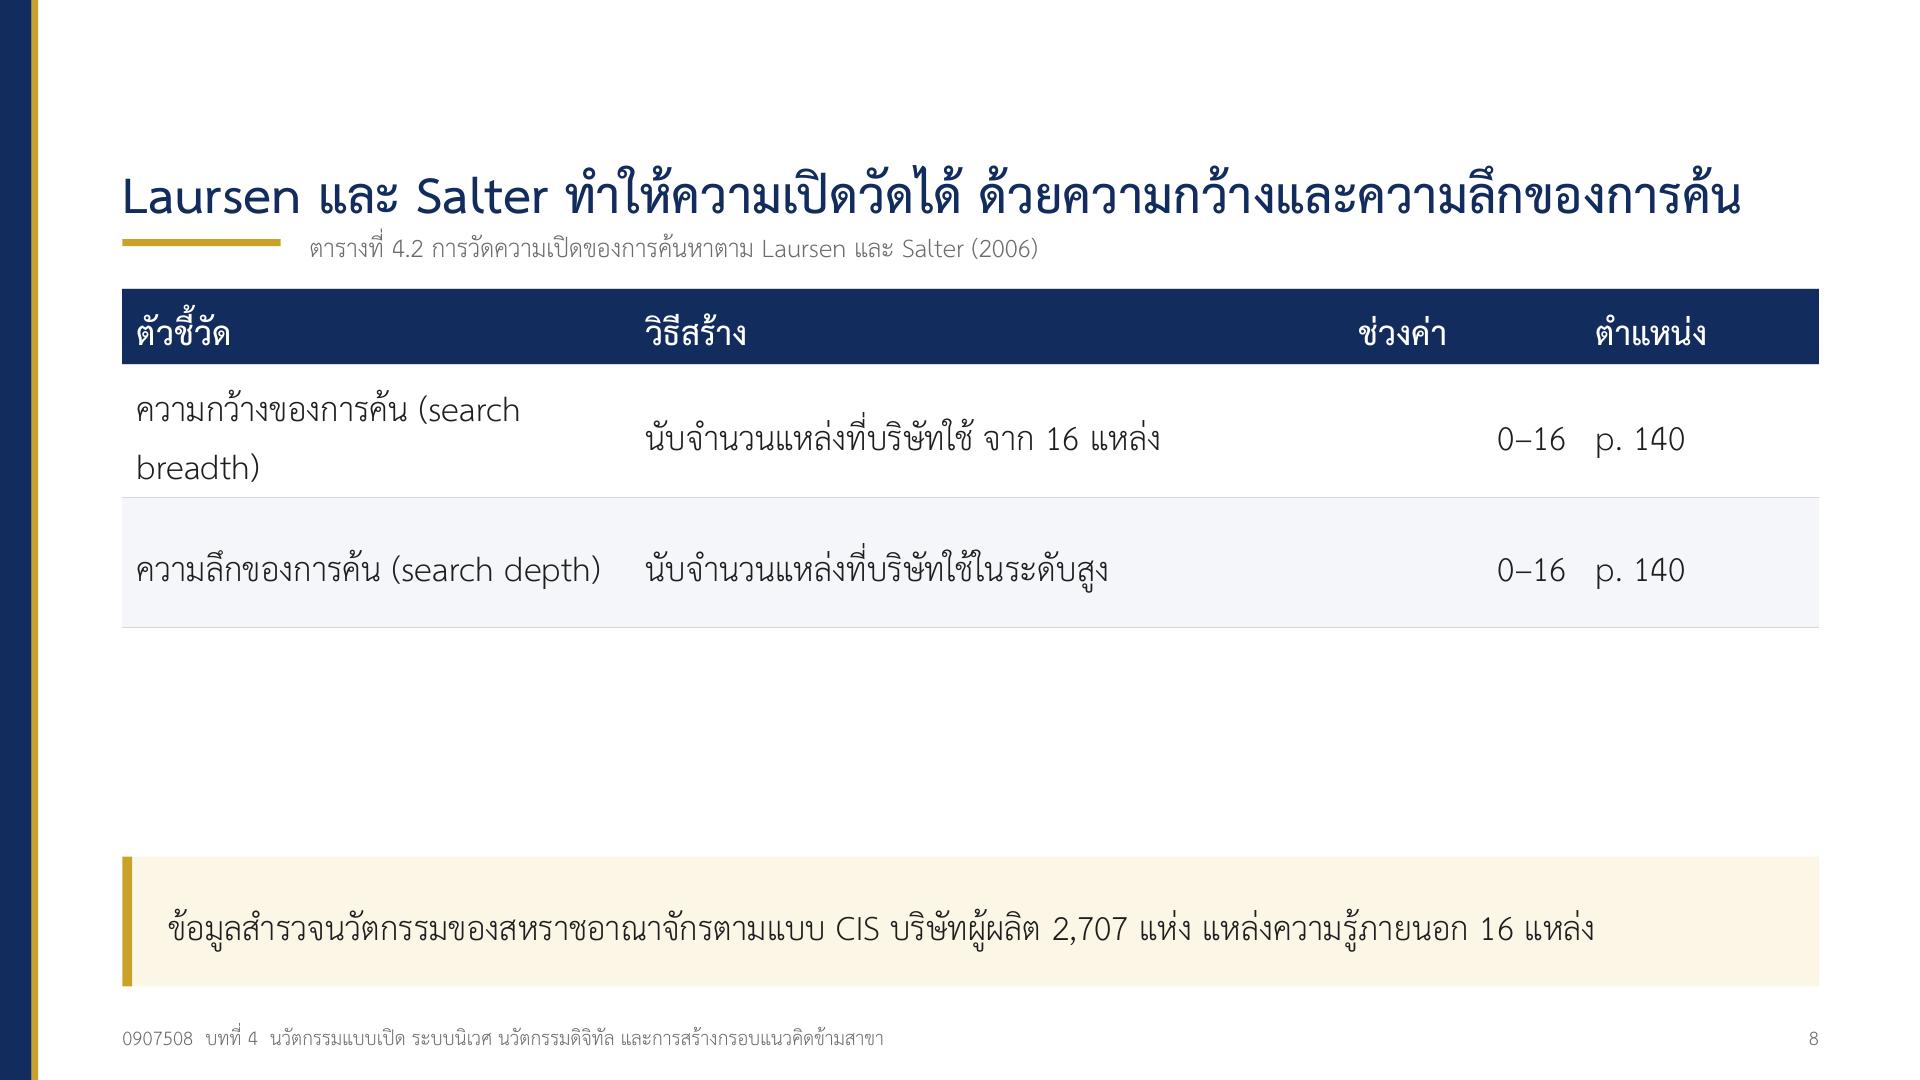 Laursen และ Salter ทำให้ความเปิดวัดได้ ด้วยความกว้างและความลึกของการค้น
ตารางที่ 4.2 การวัดความเปิดของการค้นหาตาม Laursen และ Salter (2006)
ตัวชี้วัด วิธีสร้าง ช่วงค่า ตำแหน่ง
ความกว้างของการค้น (search
breadth)
นับจำนวนแหล่งที่บริษัทใช้ จาก 16 แหล่ง 0–16 p. 140
ความลึกของการค้น (search depth) นับจำนวนแหล่งที่บริษัทใช้ในระดับสูง 0–16 p. 140
ข้อมูลสำรวจนวัตกรรมของสหราชอาณาจักรตามแบบ CIS บริษัทผู้ผลิต 2,707 แห่ง แหล่งความรู้ภายนอก 16 แหล่ง
0907508 บทที่ 4 นวัตกรรมแบบเปิด ระบบนิเวศ นวัตกรรมดิจิทัล และการสร้างกรอบแนวคิดข้ามสาขา 8